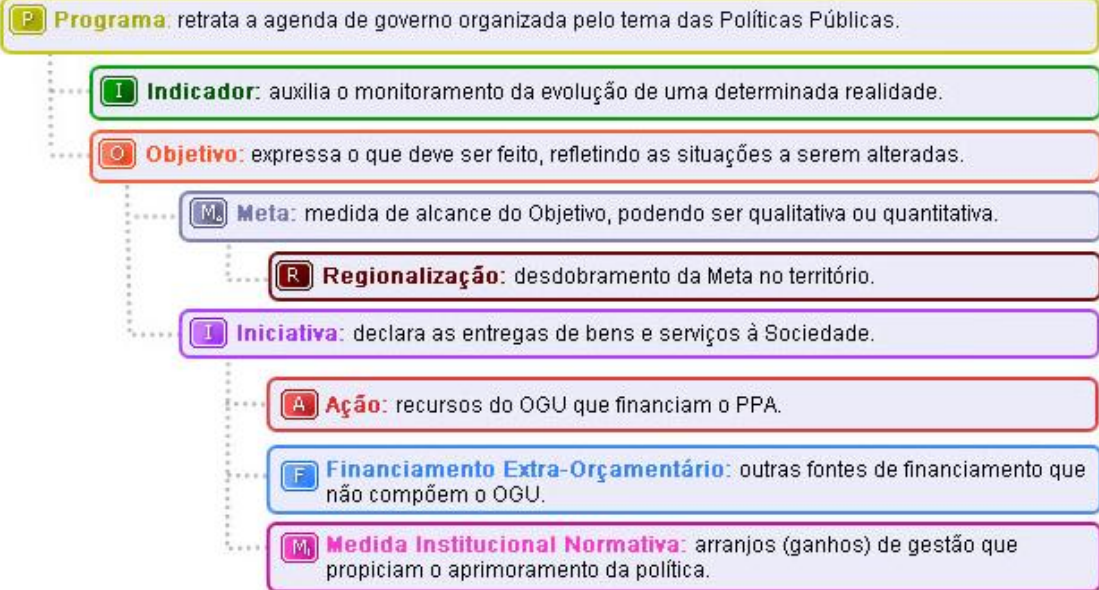 P Programa: retrata a agenda de governo organizada pelo tema das Políticas Públicas.
I Indicador: auxilia o monitoramento da evolução de uma determinada realidade.
O Objetivo: expressa o que deve ser feito, refletindo as situações a serem alteradas.
M Meta: medida de alcance do Objetivo, podendo ser qualitativa ou quantitativa.
R Regionalização: desdobramento da Meta no território.
I Iniciativa: declara as entregas de bens e serviços à Sociedade.
A Ação: recursos do OGU que financiam o PPA.
F Financiamento Extra-Orçamentário: outras fontes de financiamento que
não compõem o OGU.
M Medida Institucional Normativa: arranjos (ganhos) de gestão que
propiciam o aprimoramento da política.